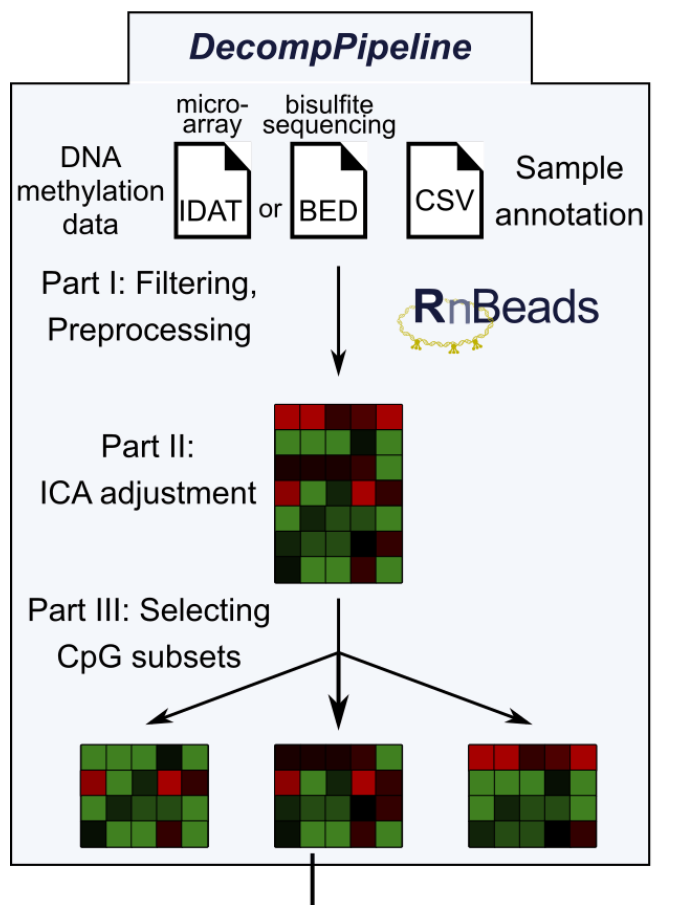 DecompPipeline
micro-
array
bisulfite
sequencing
DNA
methylation
data
IDAT
or
BED
CSV
Sample
annotation
Part I: Filtering,
Preprocessing
RnBeads
Part II:
ICA adjustment
Part III: Selecting
CpG subsets